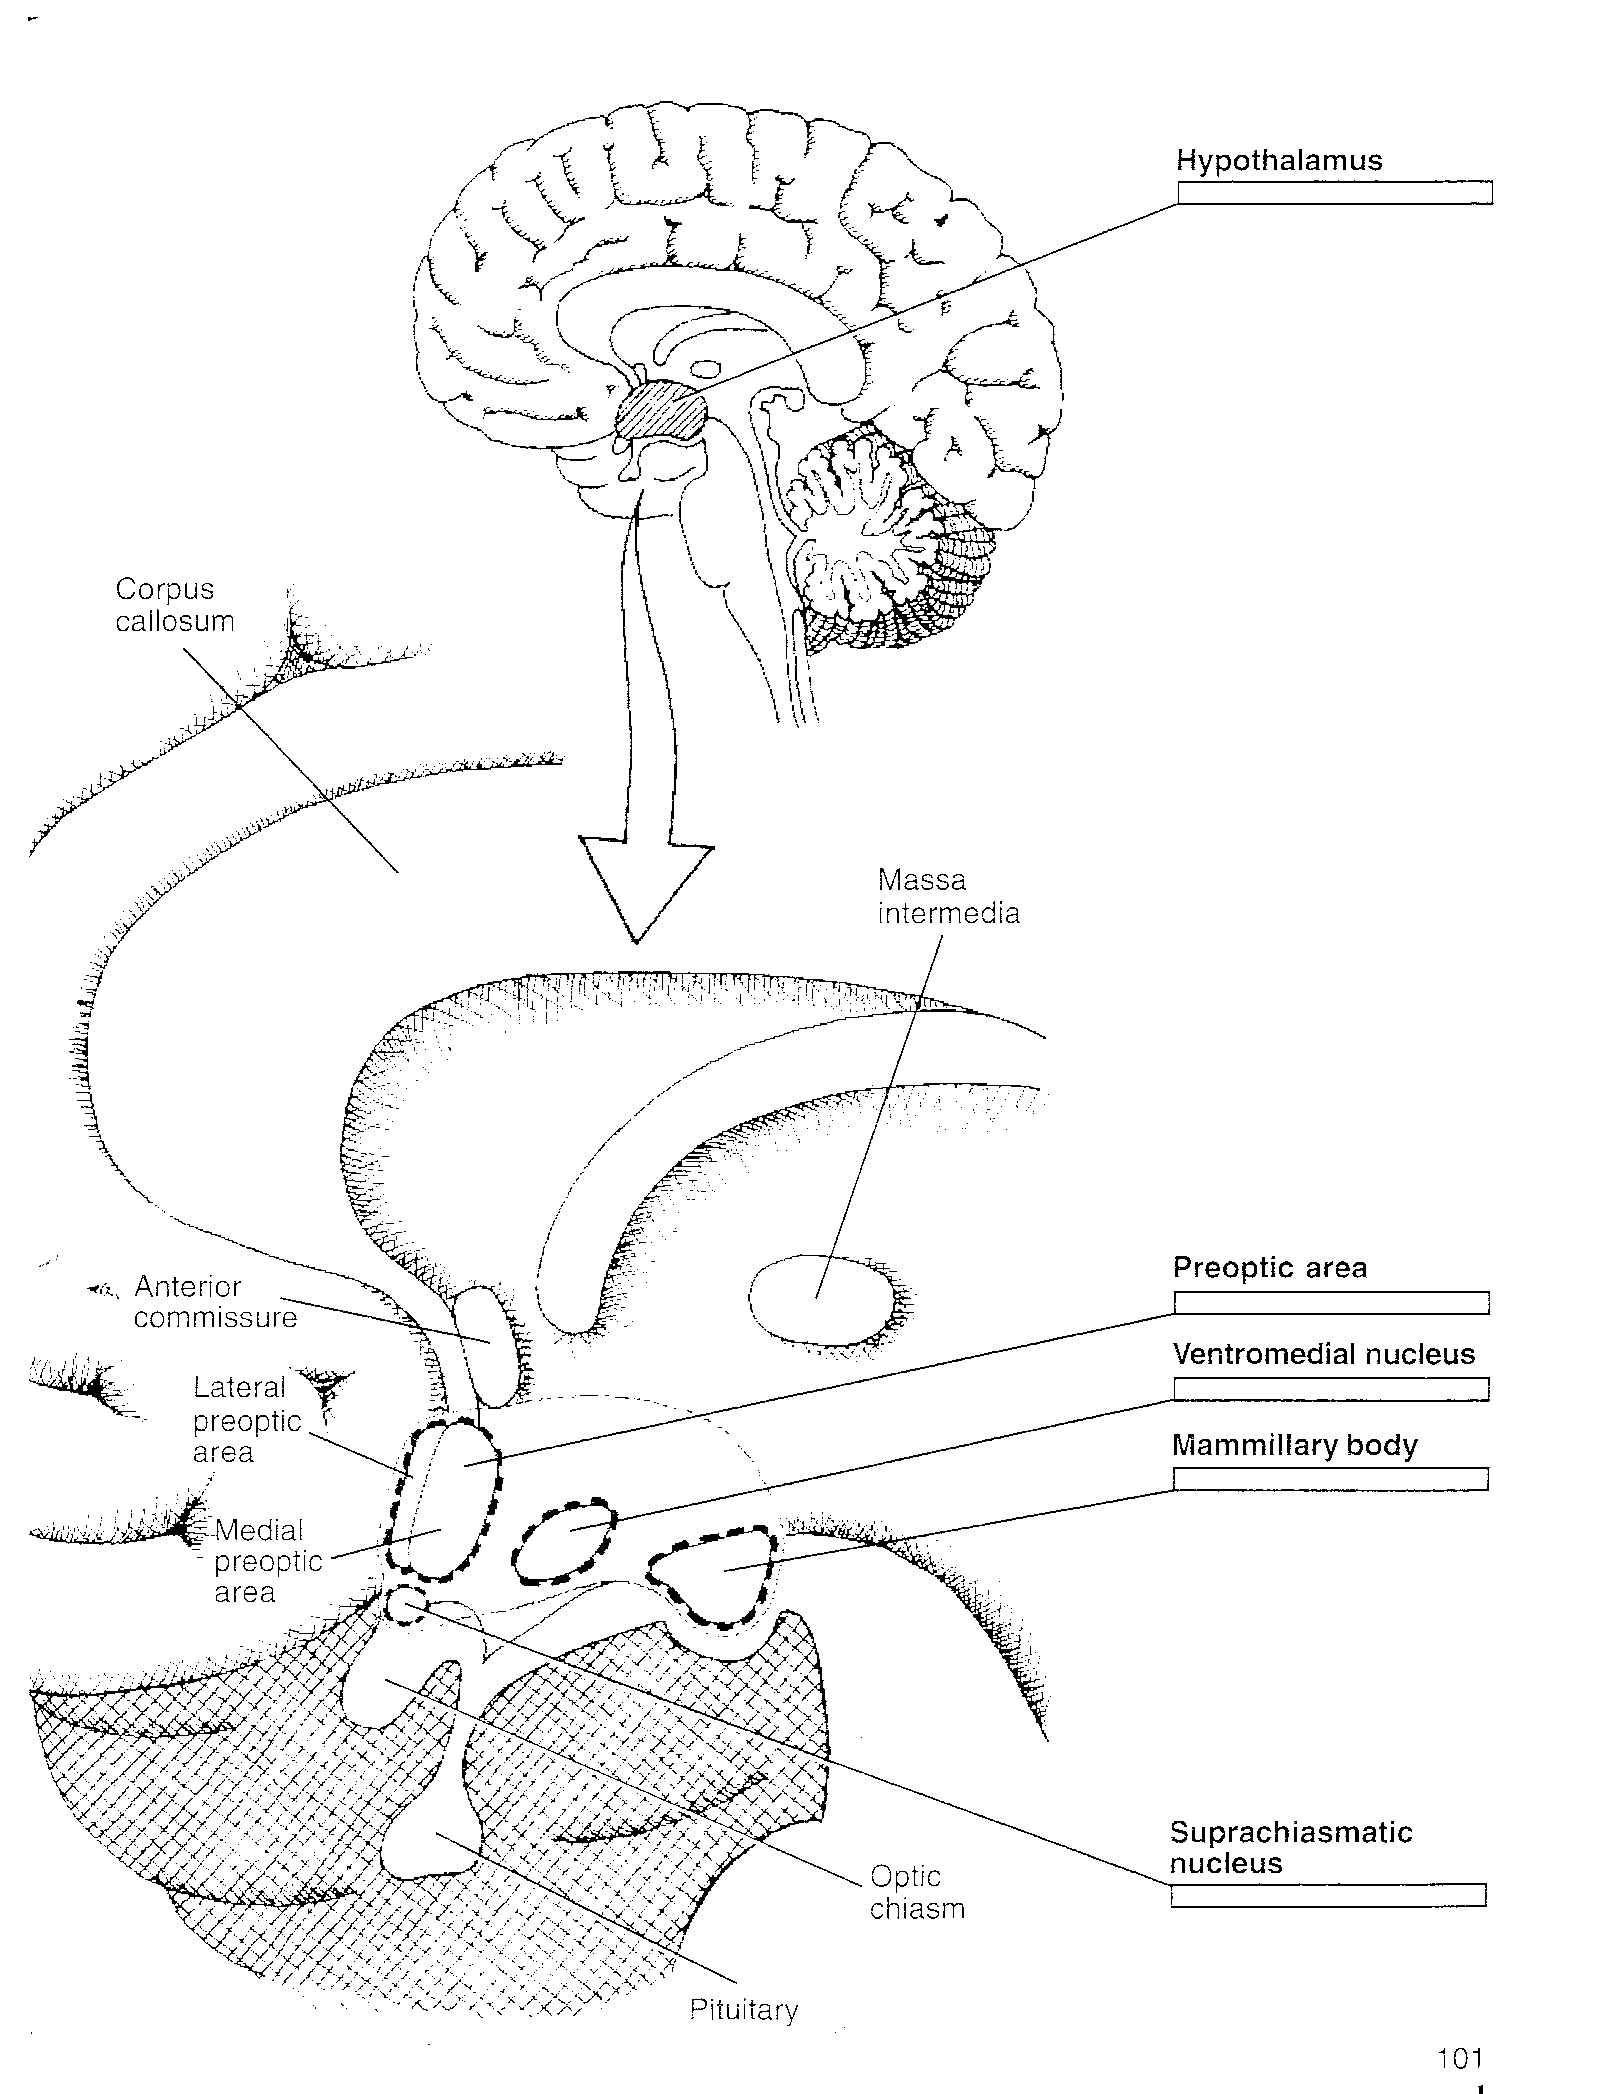 Hypothalamus
Corpus
callosum
Massa
intermedia
Preoptic area
Anterior
commissure
Ventromedial nucleus
Lateral
preoptic
area
Mammillary body
Medial
preoptic
area
Suprachiasmatic
nucleus
Optic
chiasm
Pituitary
101